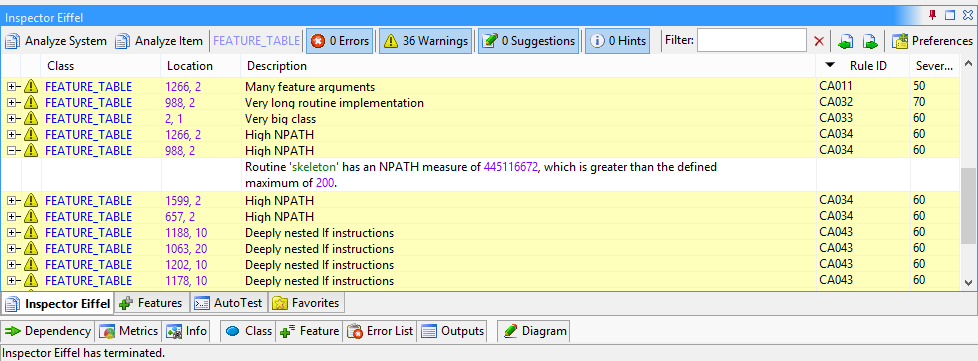 Inspector Eiffel
Analyze System Analyze Item FEATURE_TABLE 0 Errors 36 Warnings 0 Suggestions 0 Hints Filter: Preferences
Class Location Description Rule ID Sever...
FEATURE_TABLE 1266, 2 Many feature arguments CA011 50
FEATURE_TABLE 988, 2 Very long routine implementation CA032 70
FEATURE_TABLE 2, 1 Very big class CA033 60
FEATURE_TABLE 1266, 2 High NPATH CA034 60
FEATURE_TABLE 988, 2 High NPATH CA034 60
Routine 'skeleton' has an NPATH measure of 445116672, which is greater than the defined
maximum of 200.
FEATURE_TABLE 1599, 2 High NPATH CA034 60
FEATURE_TABLE 657, 2 High NPATH CA034 60
FEATURE_TABLE 1188, 10 Deeply nested If instructions CA043 60
FEATURE_TABLE 1063, 20 Deeply nested If instructions CA043 60
FEATURE_TABLE 1202, 10 Deeply nested If instructions CA043 60
FEATURE_TABLE 1178, 10 Deeply nested If instructions CA043 60
Inspector Eiffel Features AutoTest Favorites
Dependency Metrics Info Class Feature Error List Outputs Diagram
Inspector Eiffel has terminated.